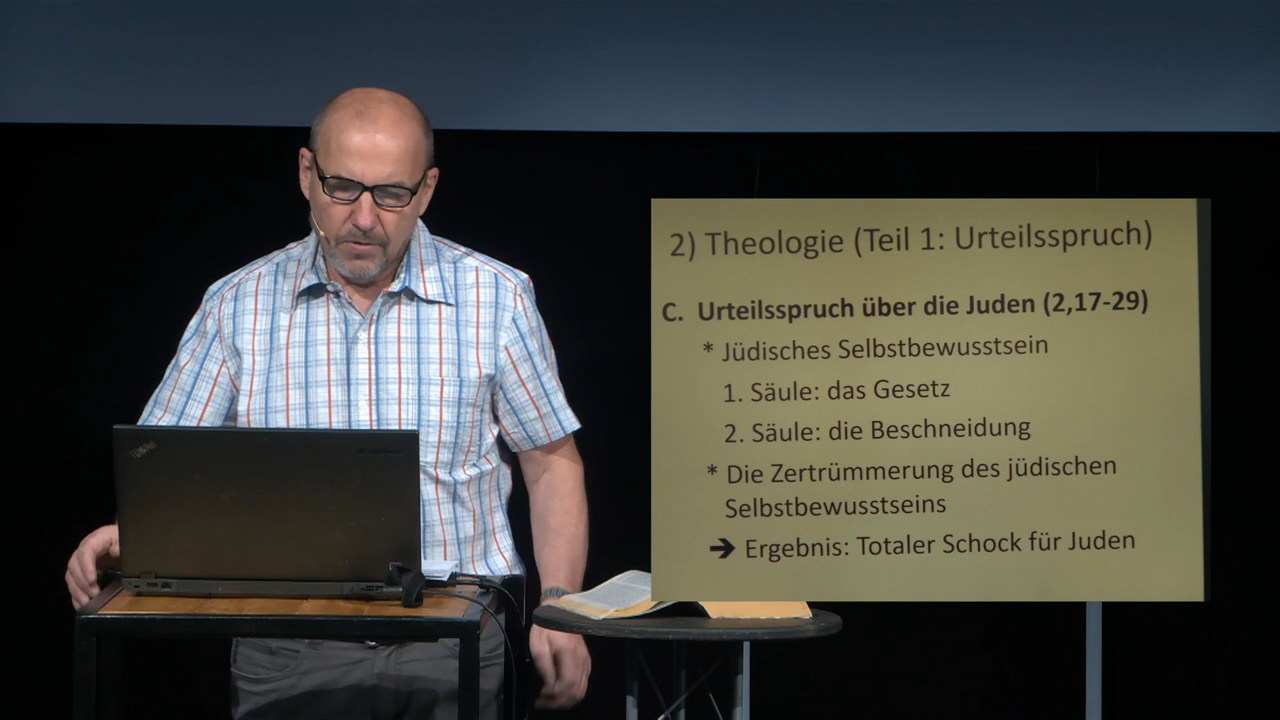 2) Theologie (Teil 1: Urteilsspruch)
C. Urteilsspruch über die Juden (2,17-29)
* Jüdisches Selbstbewusstsein
1. Säule: das Gesetz
2. Säule: die Beschneidung
* Die Zertrümmerung des jüdischen
Selbstbewusstseins
➔ Ergebnis: Totaler Schock für Juden
ThinkPad